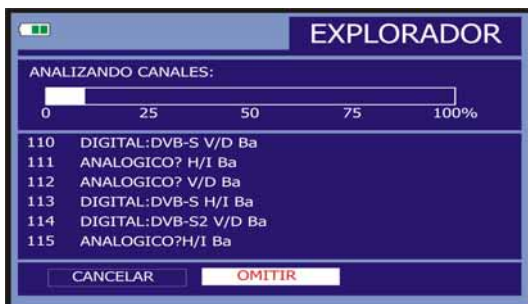 EXPLORADOR
ANALIZANDO CANALES:
0 25 50 75 100%
110 DIGITAL:DVB-S V/D Ba
111 ANALOGICO? H/I Ba
112 ANALOGICO? V/D Ba
113 DIGITAL:DVB-S H/I Ba
114 DIGITAL:DVB-S2 V/D Ba
115 ANALOGICO?H/I Ba
CANCELAR OMITIR